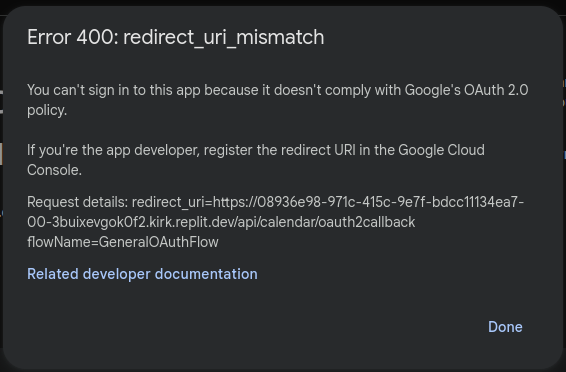 Error 400: redirect_uri_mismatch
You can't sign in to this app because it doesn't comply with Google's OAuth 2.0
policy.
If you're the app developer, register the redirect URI in the Google Cloud
Console.
Request details: redirect_uri=https://08936e98-971c-415c-9e7f-bdcc11134ea7-
00-3buixevgok0f2.kirk.replit.dev/api/calendar/oauth2callback
flowName=GeneralOAuthFlow
Related developer documentation
Done